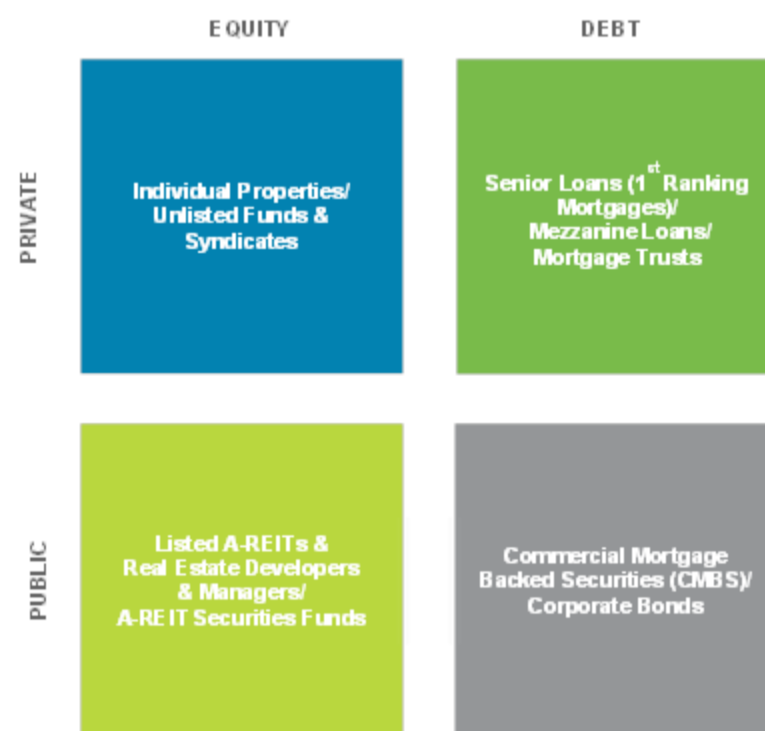 EQUITY
DEBT
PRIVATE
Individual Properties/
Unlisted Funds &
Syndicates
Senior Loans (1st Ranking
Mortgages)/
Mezzanine Loans/
Mortgage Trusts
PUBLIC
Listed A-REITs &
Real Estate Developers
& Managers/
A-REIT Securities Funds
Commercial Mortgage
Backed Securities (CMBS)/
Corporate Bonds